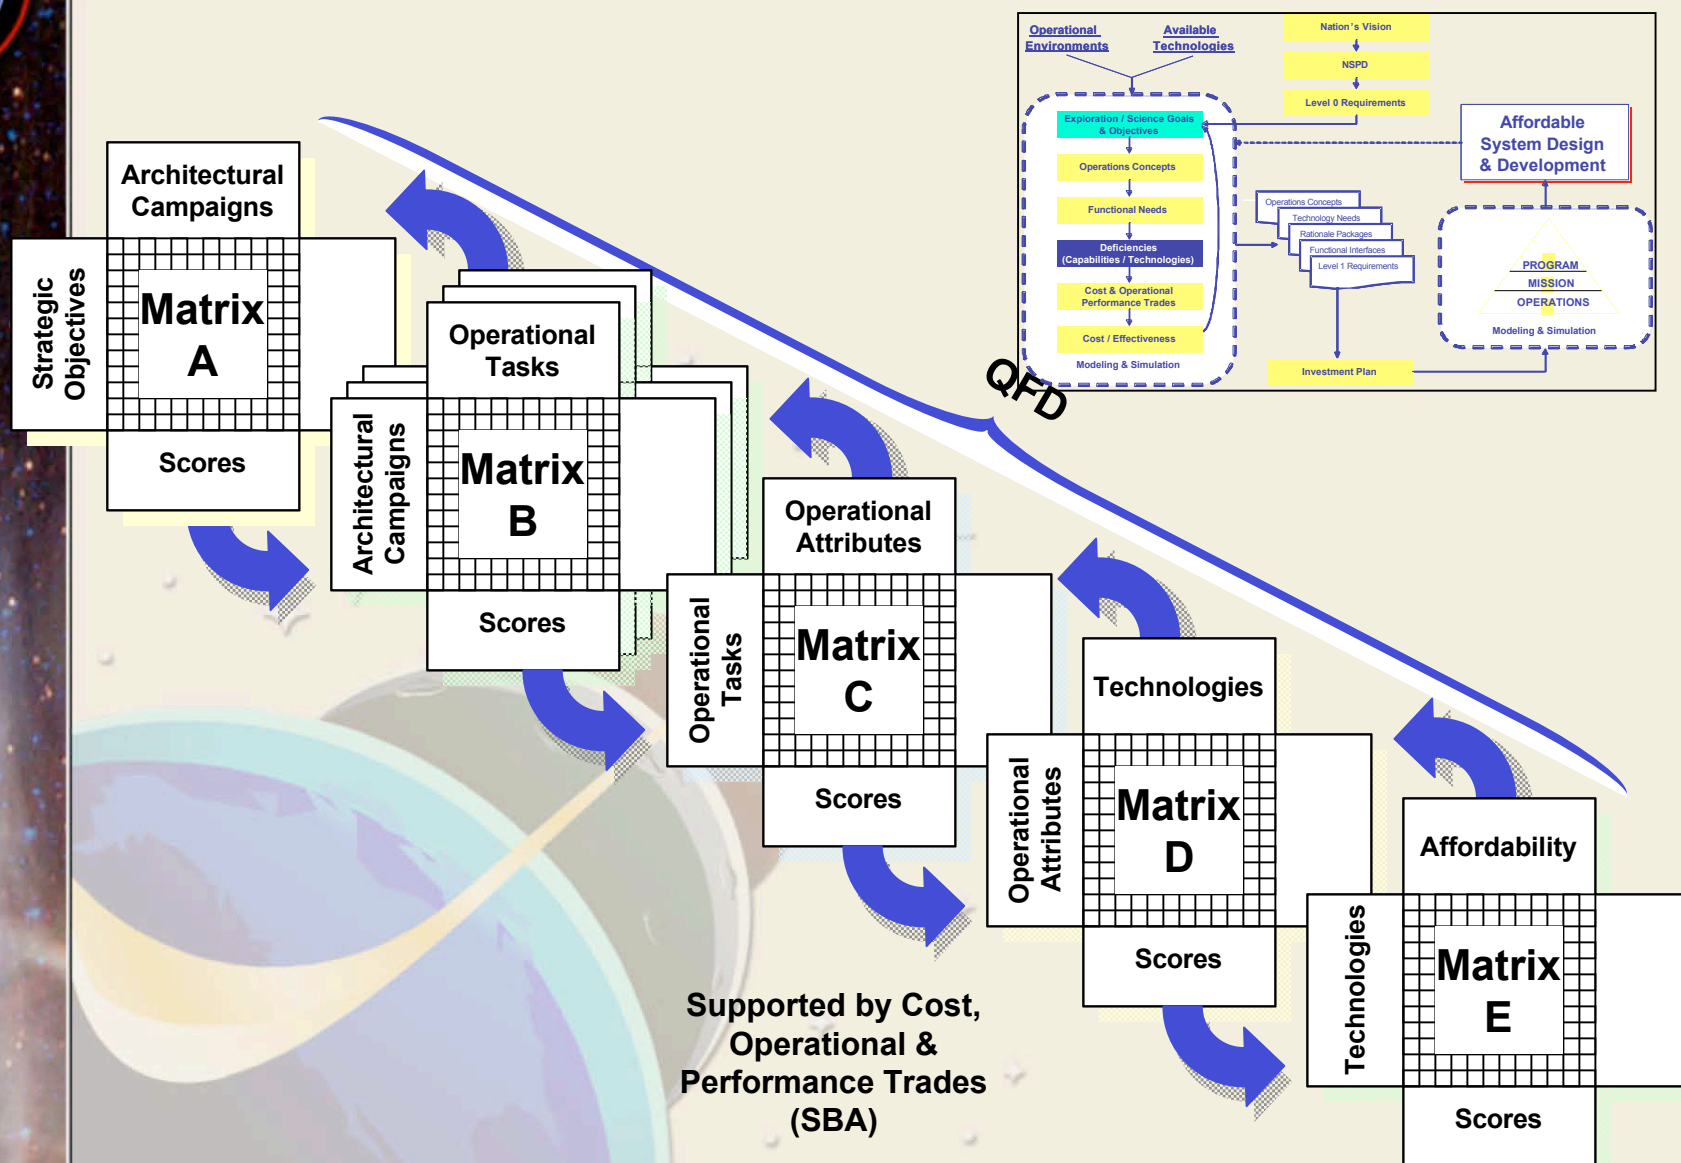 Architectural
Campaigns
Strategic
Objectives
Matrix
A
Scores
Operational
Tasks
Architectural
Campaigns
Matrix
B
Scores
Operational
Attributes
Operational
Tasks
Matrix
C
Scores
Technologies
Operational
Attributes
Matrix
D
Scores
Affordability
Technologies
Matrix
E
Scores
QFD
Supported by Cost,
Operational &
Performance Trades
(SBA)
Operational
Environments
Available
Technologies
Exploration / Science Goals
& Objectives
Operations Concepts
Functional Needs
Deficiencies
(Capabilities / Technologies)
Cost & Operational
Performance Trades
Cost / Effectiveness
Modeling & Simulation
Nation's Vision
NSPD
Level 0 Requirements
Operations Concepts
Technology Needs
Rationale Packages
Functional Interfaces
Level 1 Requirements
Investment Plan
Affordable
System Design
& Development
PROGRAM
MISSION
OPERATIONS
Modeling & Simulation